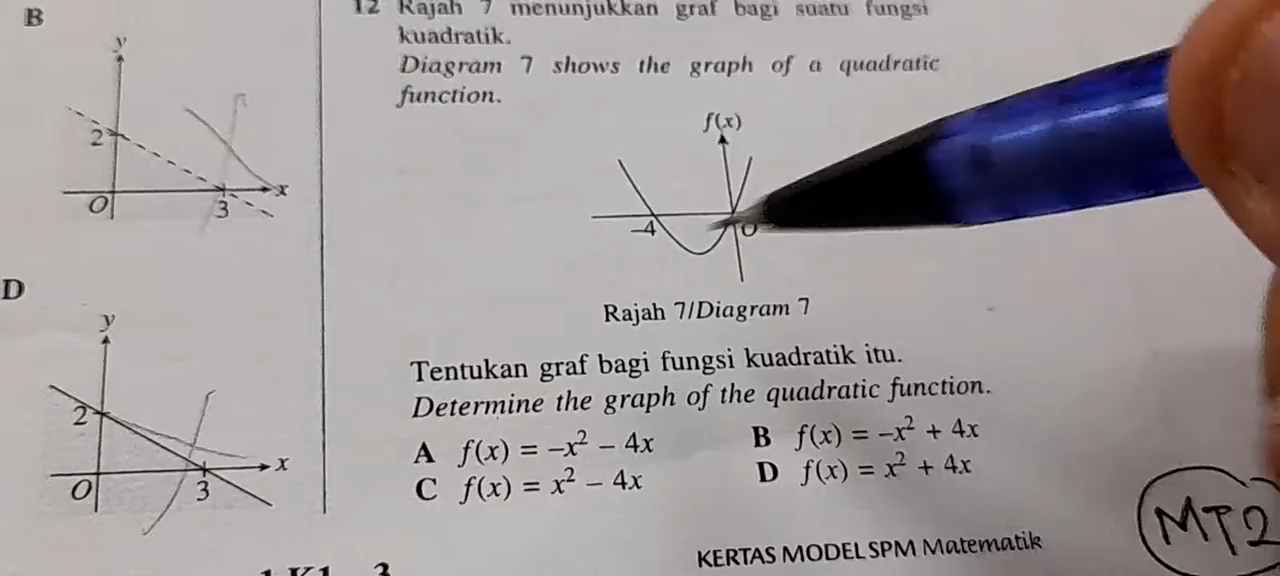 B
y
2
O
3
x
D
y
2
O
3
x
12 Rajah 7 menunjukkan graf bagi suatu fungsi
kuadratik.
Diagram 7 shows the graph of a quadratic
function.
f(x)
–4
O
Rajah 7/Diagram 7
Tentukan graf bagi fungsi kuadratik itu.
Determine the graph of the quadratic function.
A f(x) = –x² – 4x B f(x) = –x² + 4x
C f(x) = x² – 4x D f(x) = x² + 4x
MT2
KERTAS MODEL SPM Matematik